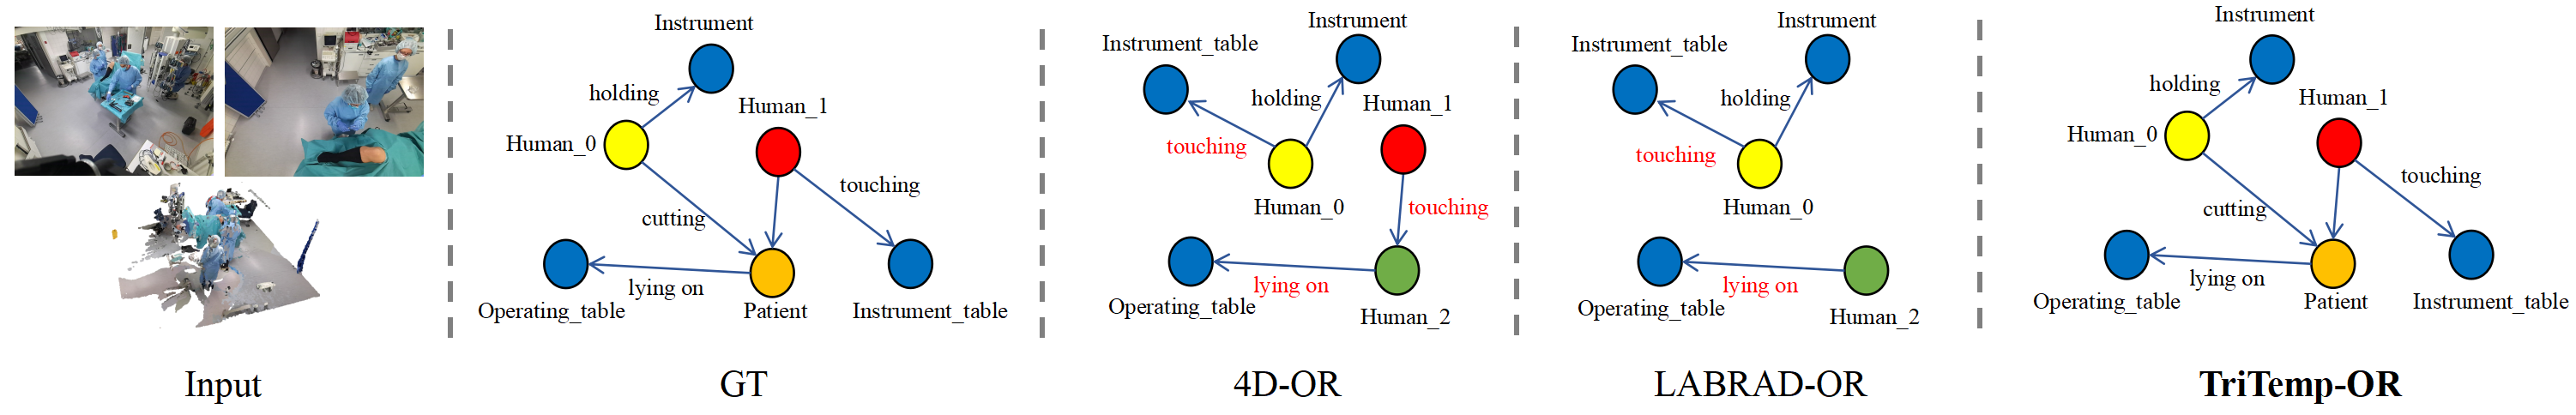 Instrument
holding
Human_1
Human_0
touching
cutting
lying on
Operating_table
Patient
Instrument_table
Instrument
Instrument_table
holding
Human_1
touching
Human_0
touching
lying on
Operating_table
Human_2
Instrument
Instrument_table
holding
touching
Human_0
lying on
Operating_table
Human_2
Instrument
holding
Human_1
Human_0
touching
cutting
lying on
Operating_table
Patient
Instrument_table
Input
GT
4D-OR
LABRAD-OR
TriTemp-OR